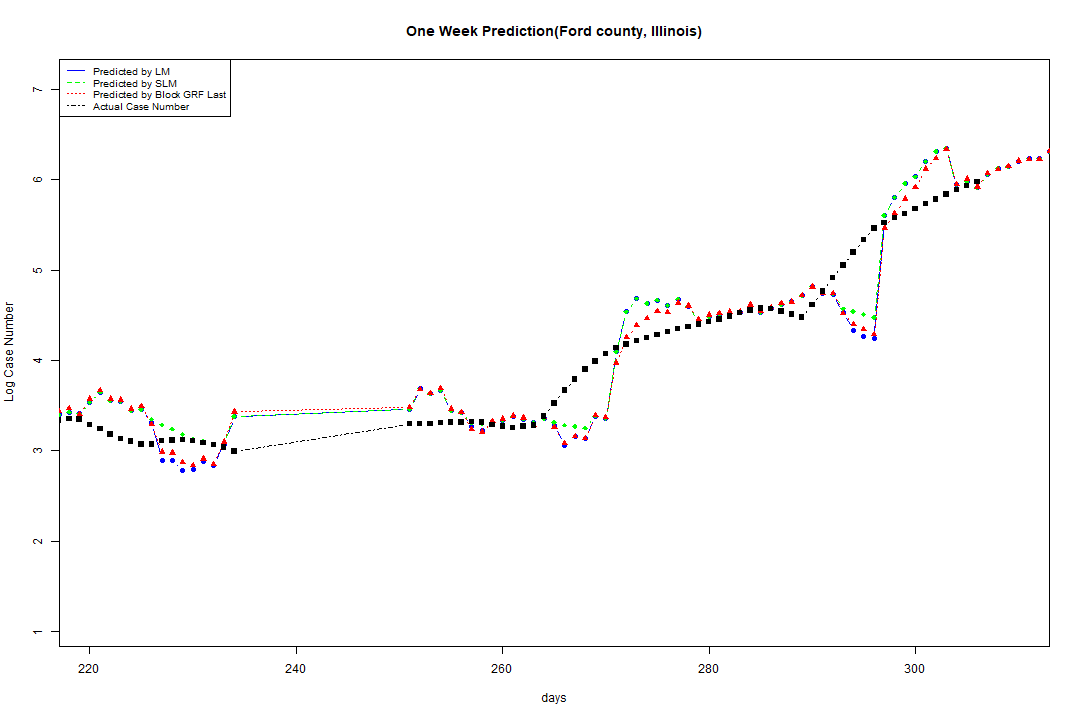 One Week Prediction(Ford county, Illinois)
Predicted by LM
Predicted by SLM
Predicted by Block GRF Last
Actual Case Number
7
6
5
4
3
2
1
Log Case Number
220 240 260 280 300
days